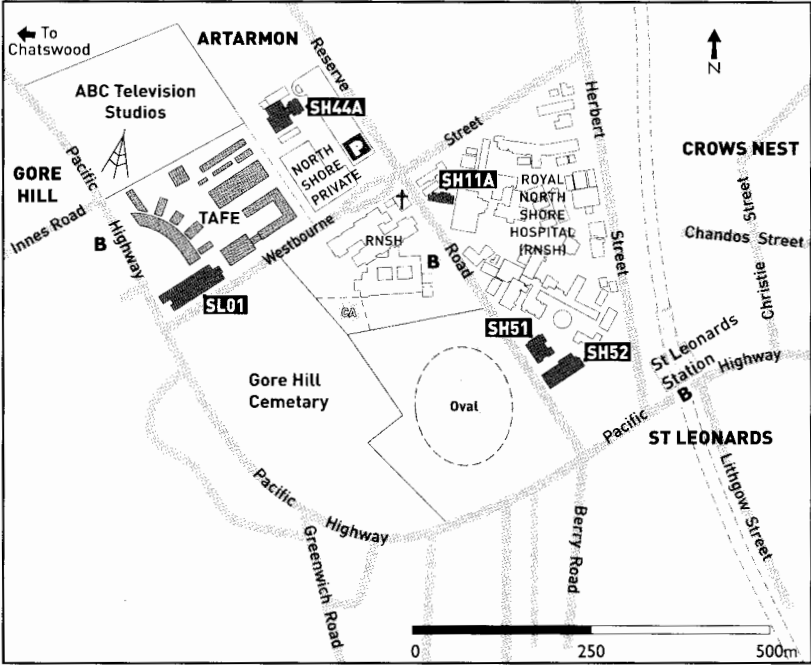 To
Chatswood
ARTARMON
Reserve
ABC Television
Studios
SH44A
Herbert
N
Street
P
CROWS NEST
Pacific
NORTH
SHORE
PRIVATE
GORE
HILL
SH11A
ROYAL
NORTH
SHORE
HOSPITAL
(RNSH)
Street
TAFE
Innes Road
B
Highway
Westbourne
RNSH
B
Road
Street
Chandos Street
Christie
SL01
CA
SH51
SH52
St Leonards
Station
Highway
B
Gore Hill
Cemetary
Oval
Pacific
ST LEONARDS
Lithgow Street
Pacific
Highway
Greenwich Road
Berry Road
0
250
500m